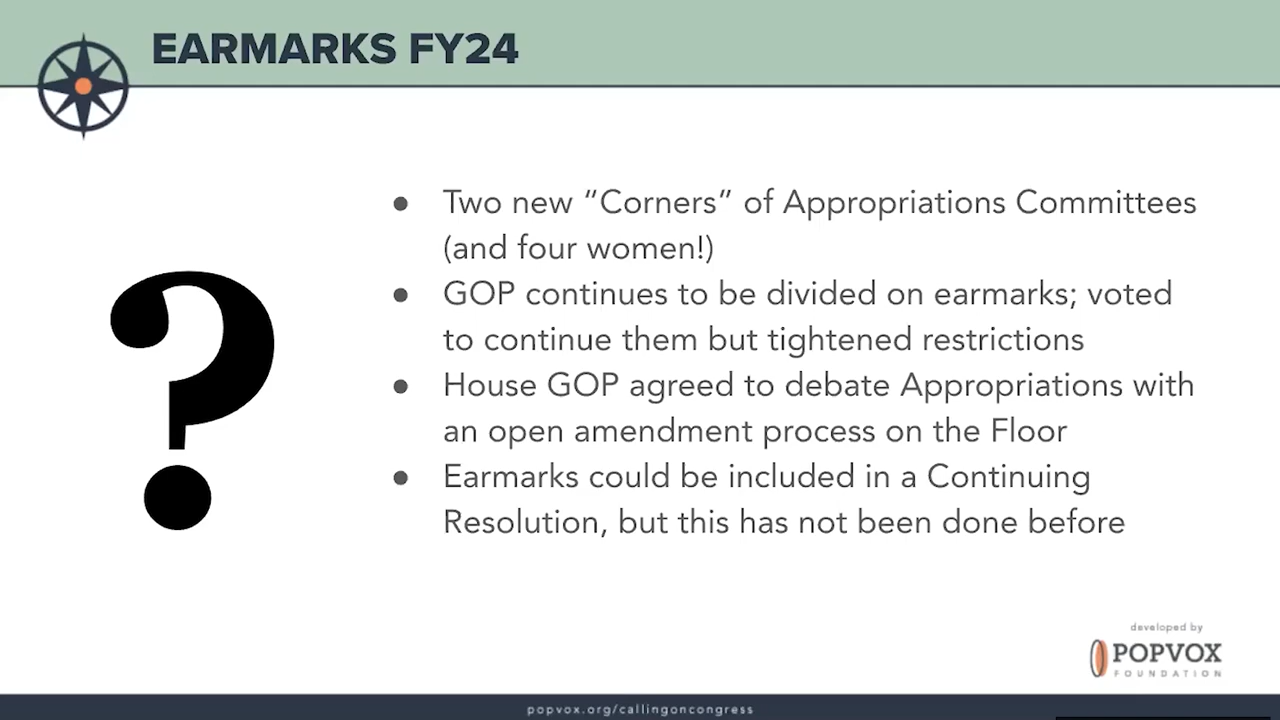 EARMARKS FY24
?
● Two new “Corners” of Appropriations Committees
(and four women!)
● GOP continues to be divided on earmarks; voted
to continue them but tightened restrictions
● House GOP agreed to debate Appropriations with
an open amendment process on the Floor
● Earmarks could be included in a Continuing
Resolution, but this has not been done before
developed by
POPVOX
FOUNDATION
popvox.org/callingoncongress